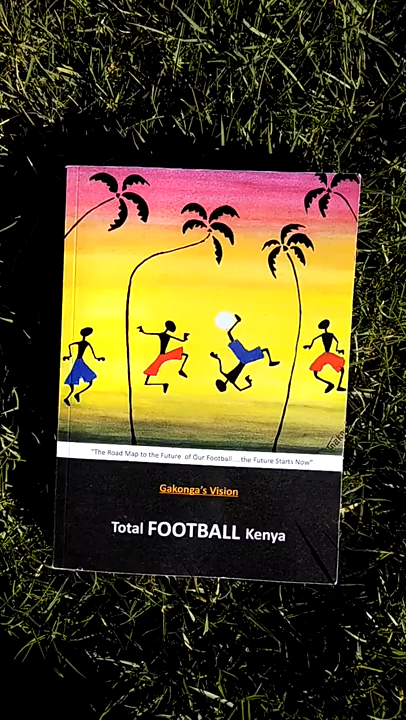 "The Road Map to the Future of Our Football....the Future Starts Now"
Gakonga's Vision
Total FOOTBALL Kenya